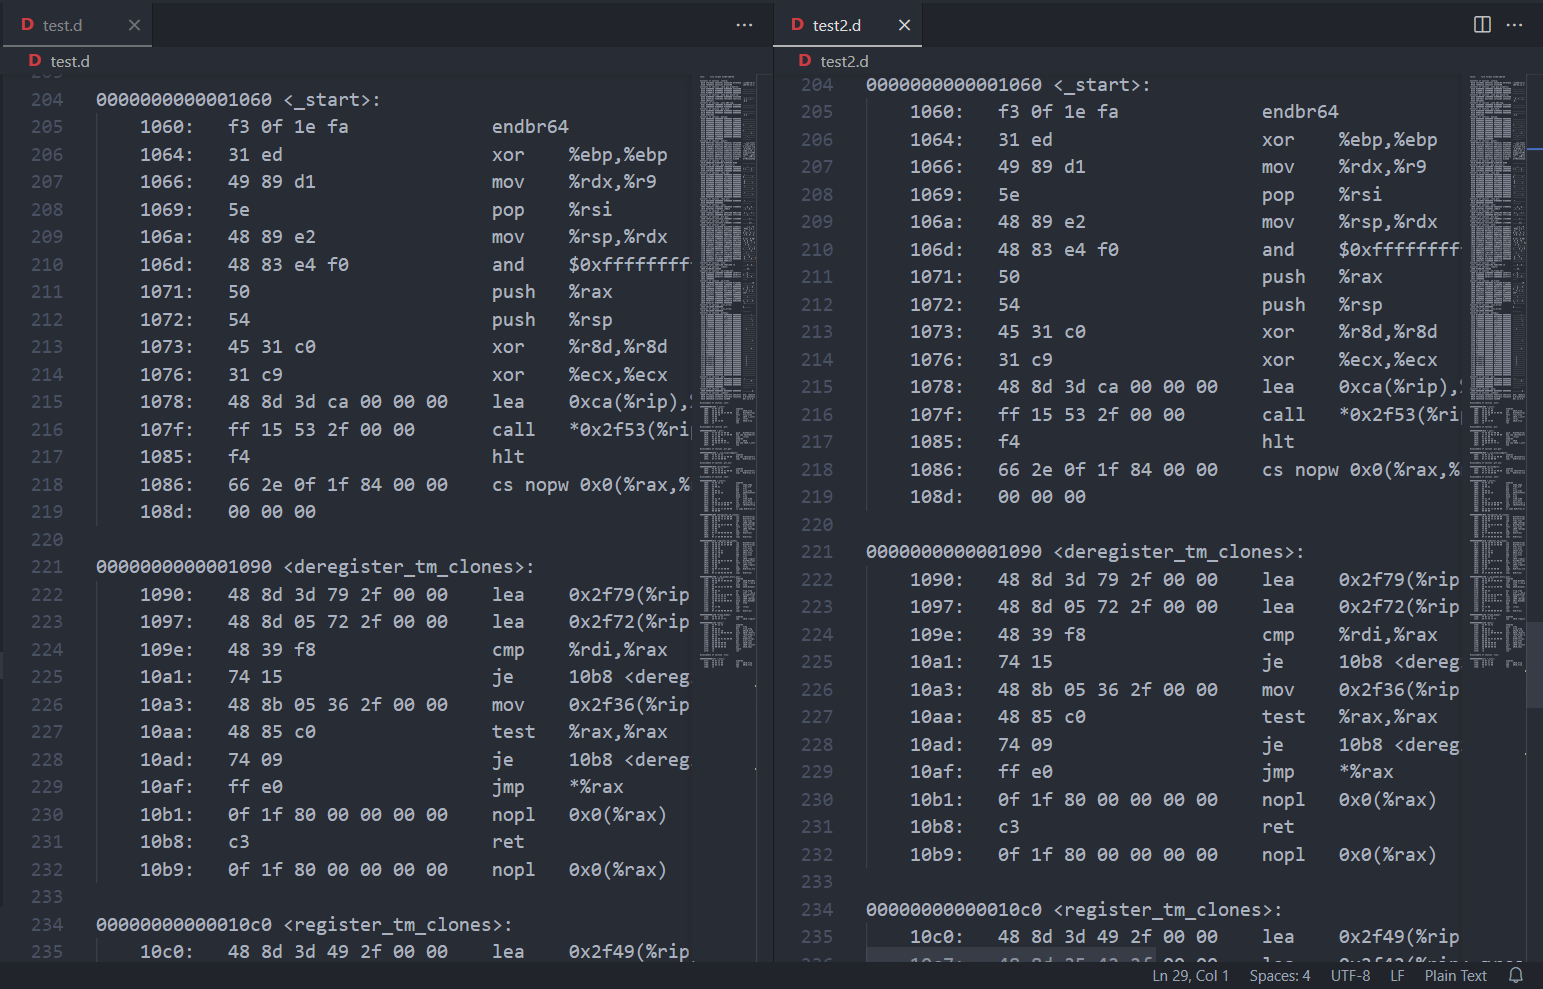 D test.d ×
D test.d
204 0000000000001060 <_start>:
205 1060: f3 0f 1e fa endbr64
206 1064: 31 ed xor %ebp,%ebp
207 1066: 49 89 d1 mov %rdx,%r9
208 1069: 5e pop %rsi
209 106a: 48 89 e2 mov %rsp,%rdx
210 106d: 48 83 e4 f0 and $0xffffffff
211 1071: 50 push %rax
212 1072: 54 push %rsp
213 1073: 45 31 c0 xor %r8d,%r8d
214 1076: 31 c9 xor %ecx,%ecx
215 1078: 48 8d 3d ca 00 00 00 lea 0xca(%rip),
216 107f: ff 15 53 2f 00 00 call *0x2f53(%rip
217 1085: f4 hlt
218 1086: 66 2e 0f 1f 84 00 00 cs nopw 0x0(%rax,%
219 108d: 00 00 00
220
221 0000000000001090 <deregister_tm_clones>:
222 1090: 48 8d 3d 79 2f 00 00 lea 0x2f79(%rip
223 1097: 48 8d 05 72 2f 00 00 lea 0x2f72(%rip
224 109e: 48 39 f8 cmp %rdi,%rax
225 10a1: 74 15 je 10b8 <dereg
226 10a3: 48 8b 05 36 2f 00 00 mov 0x2f36(%rip
227 10aa: 48 85 c0 test %rax,%rax
228 10ad: 74 09 je 10b8 <dereg
229 10af: ff e0 jmp *%rax
230 10b1: 0f 1f 80 00 00 00 00 nopl 0x0(%rax)
231 10b8: c3 ret
232 10b9: 0f 1f 80 00 00 00 00 nopl 0x0(%rax)
233
234 00000000000010c0 <register_tm_clones>:
235 10c0: 48 8d 3d 49 2f 00 00 lea 0x2f49(%rip
D test2.d ×
D test2.d
204 0000000000001060 <_start>:
205 1060: f3 0f 1e fa endbr64
206 1064: 31 ed xor %ebp,%ebp
207 1066: 49 89 d1 mov %rdx,%r9
208 1069: 5e pop %rsi
209 106a: 48 89 e2 mov %rsp,%rdx
210 106d: 48 83 e4 f0 and $0xffffffff
211 1071: 50 push %rax
212 1072: 54 push %rsp
213 1073: 45 31 c0 xor %r8d,%r8d
214 1076: 31 c9 xor %ecx,%ecx
215 1078: 48 8d 3d ca 00 00 00 lea 0xca(%rip),
216 107f: ff 15 53 2f 00 00 call *0x2f53(%rip
217 1085: f4 hlt
218 1086: 66 2e 0f 1f 84 00 00 cs nopw 0x0(%rax,%
219 108d: 00 00 00
220
221 0000000000001090 <deregister_tm_clones>:
222 1090: 48 8d 3d 79 2f 00 00 lea 0x2f79(%rip
223 1097: 48 8d 05 72 2f 00 00 lea 0x2f72(%rip
224 109e: 48 39 f8 cmp %rdi,%rax
225 10a1: 74 15 je 10b8 <dereg
226 10a3: 48 8b 05 36 2f 00 00 mov 0x2f36(%rip
227 10aa: 48 85 c0 test %rax,%rax
228 10ad: 74 09 je 10b8 <dereg
229 10af: ff e0 jmp *%rax
230 10b1: 0f 1f 80 00 00 00 00 nopl 0x0(%rax)
231 10b8: c3 ret
232 10b9: 0f 1f 80 00 00 00 00 nopl 0x0(%rax)
233
234 00000000000010c0 <register_tm_clones>:
235 10c0: 48 8d 3d 49 2f 00 00 lea 0x2f49(%rip
Ln 29, Col 1 Spaces: 4 UTF-8 LF Plain Text